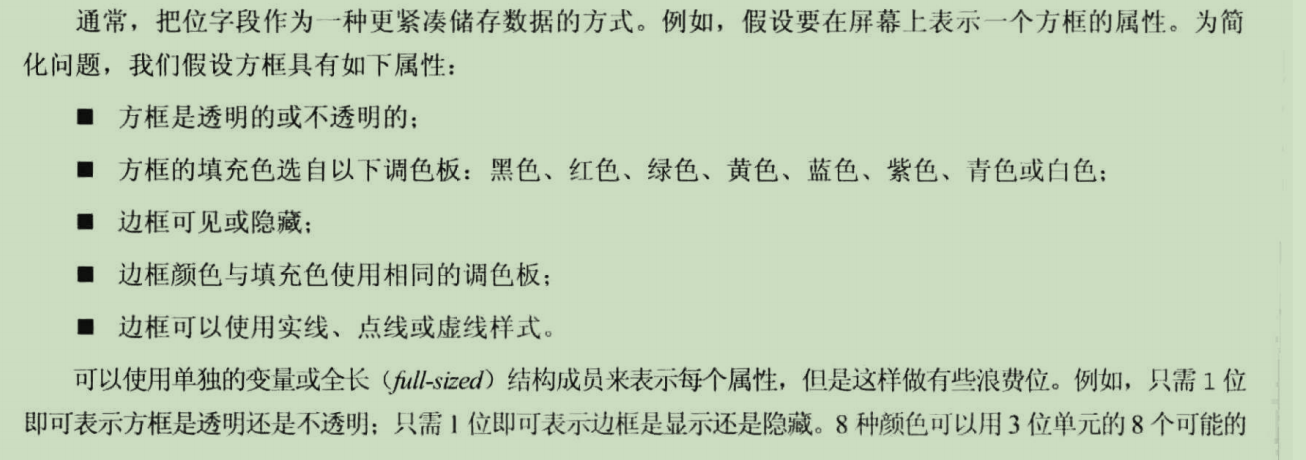 通常，把位字段作为一种更紧凑储存数据的方式。例如，假设要在屏幕上表示一个方框的属性。为简
化问题，我们假设方框具有如下属性：
■ 方框是透明的或不透明的；
■ 方框的填充色选自以下调色板：黑色、红色、绿色、黄色、蓝色、紫色、青色或白色；
■ 边框可见或隐藏；
■ 边框颜色与填充色使用相同的调色板；
■ 边框可以使用实线、点线或虚线样式。
可以使用单独的变量或全长（full-sized）结构成员来表示每个属性，但是这样做有些浪费位。例如，只需 1 位
即可表示方框是透明还是不透明；只需 1 位即可表示边框是显示还是隐藏。8 种颜色可以用 3 位单元的 8 个可能的